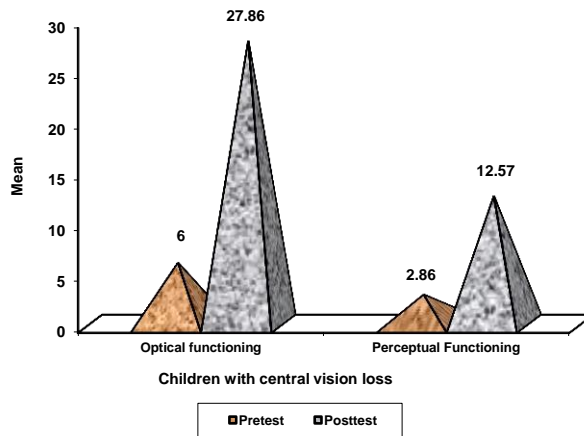 27.86
30
25
20
15
10
5
0
Mean
6
2.86
12.57
Optical functioning
Perceptual Functioning
Children with central vision loss
Pretest
Posttest